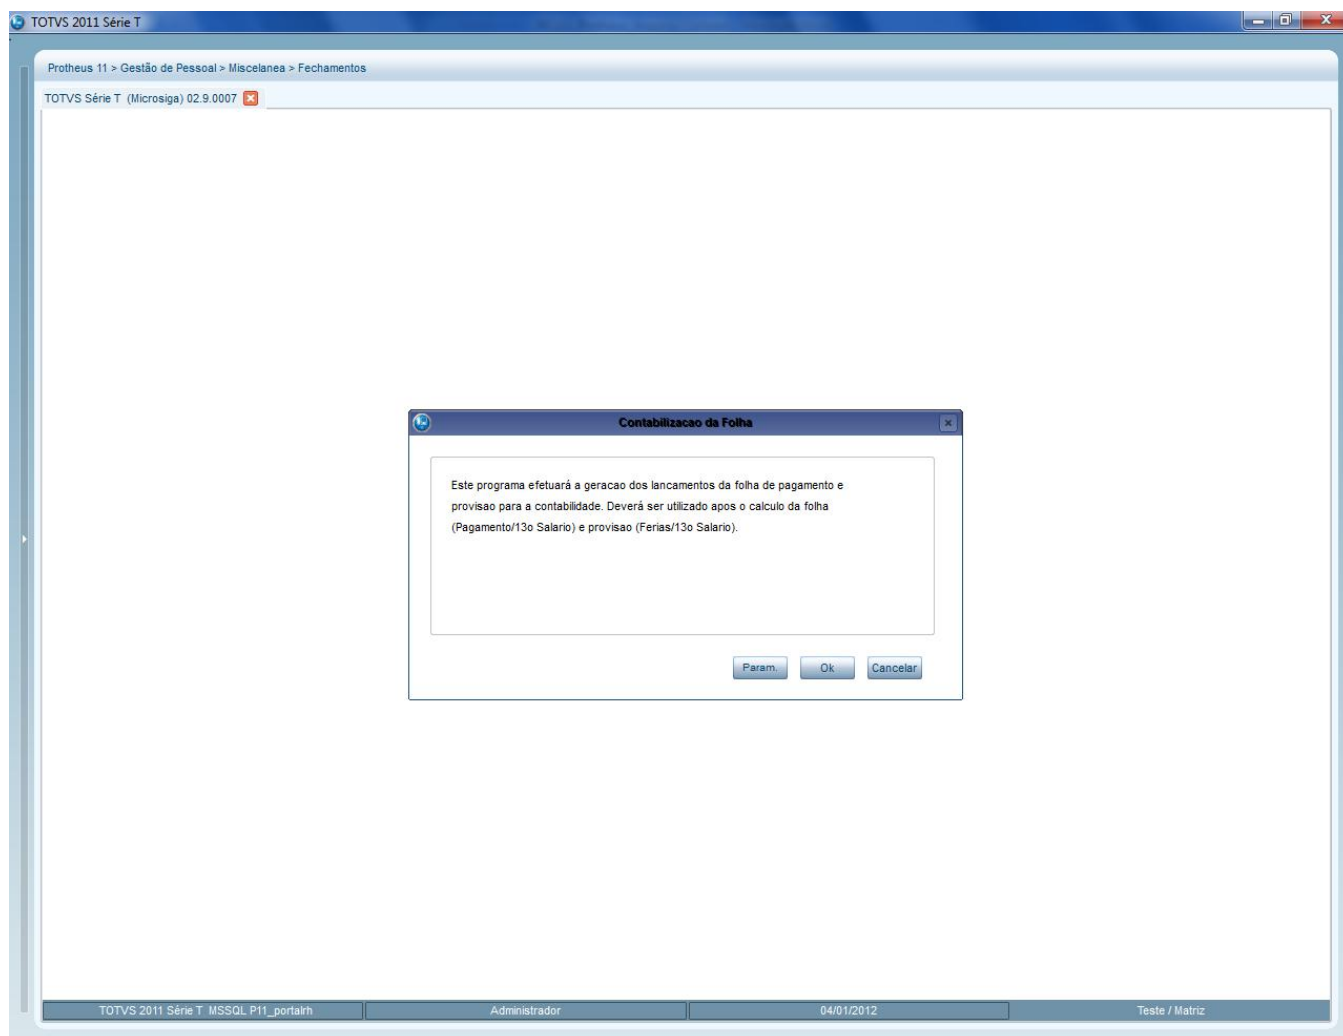 TOTVS 2011 Série T
Protheus 11 > Gestão de Pessoal > Miscelanea > Fechamentos
TOTVS Série T (Microsiga) 02.9.0007
Contabilizacao da Folha
Este programa efetuará a geracao dos lancamentos da folha de pagamento e
provisao para a contabilidade. Deverá ser utilizado apos o calculo da folha
(Pagamento/13o Salario) e provisao (Ferias/13o Salario).
Param. Ok Cancelar
TOTVS 2011 Série T MSSQL P11_portalrh Administrador 04/01/2012 Teste / Matriz